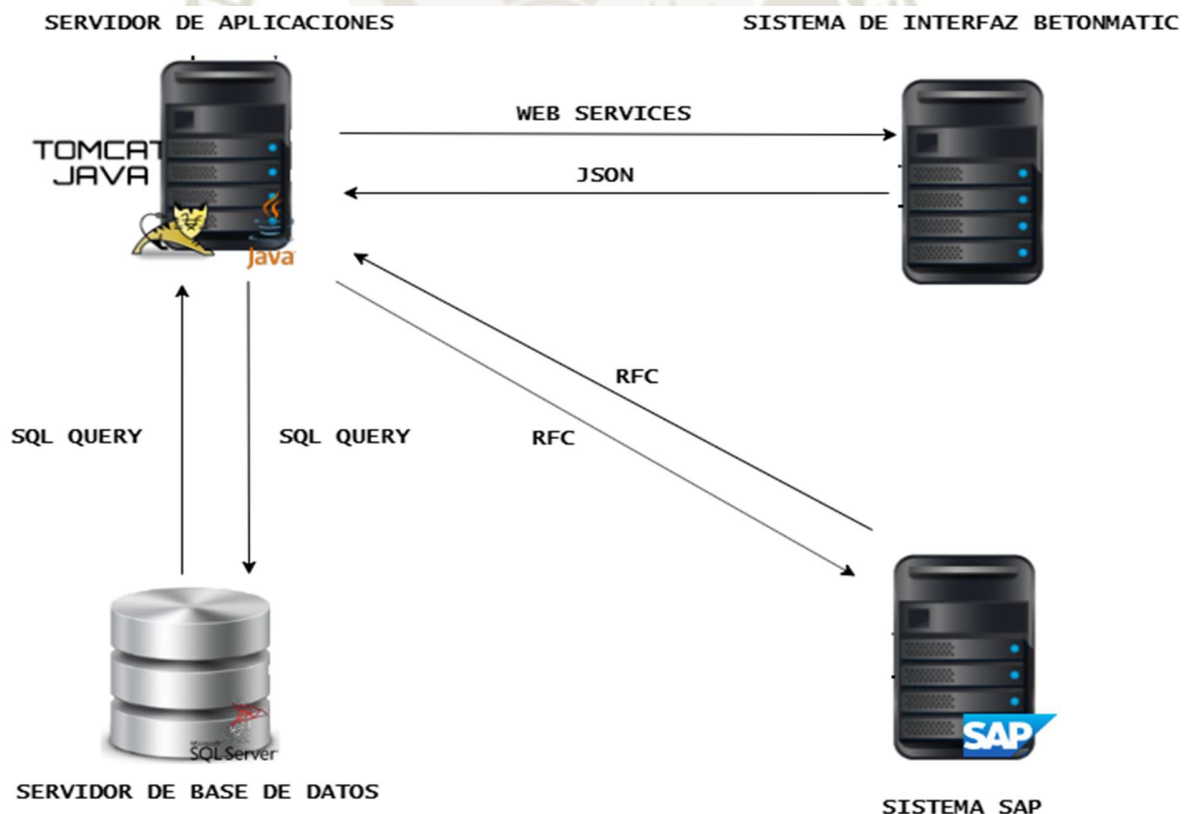 SERVIDOR DE APLICACIONES
SISTEMA DE INTERFAZ BETONMATIC
WEB SERVICES
TOMCAT
JAVA
JSON
Java
RFC
SQL QUERY
SQL QUERY
RFC
SAP
Microsoft
SQL Server
SERVIDOR DE BASE DE DATOS
SISTEMA SAP